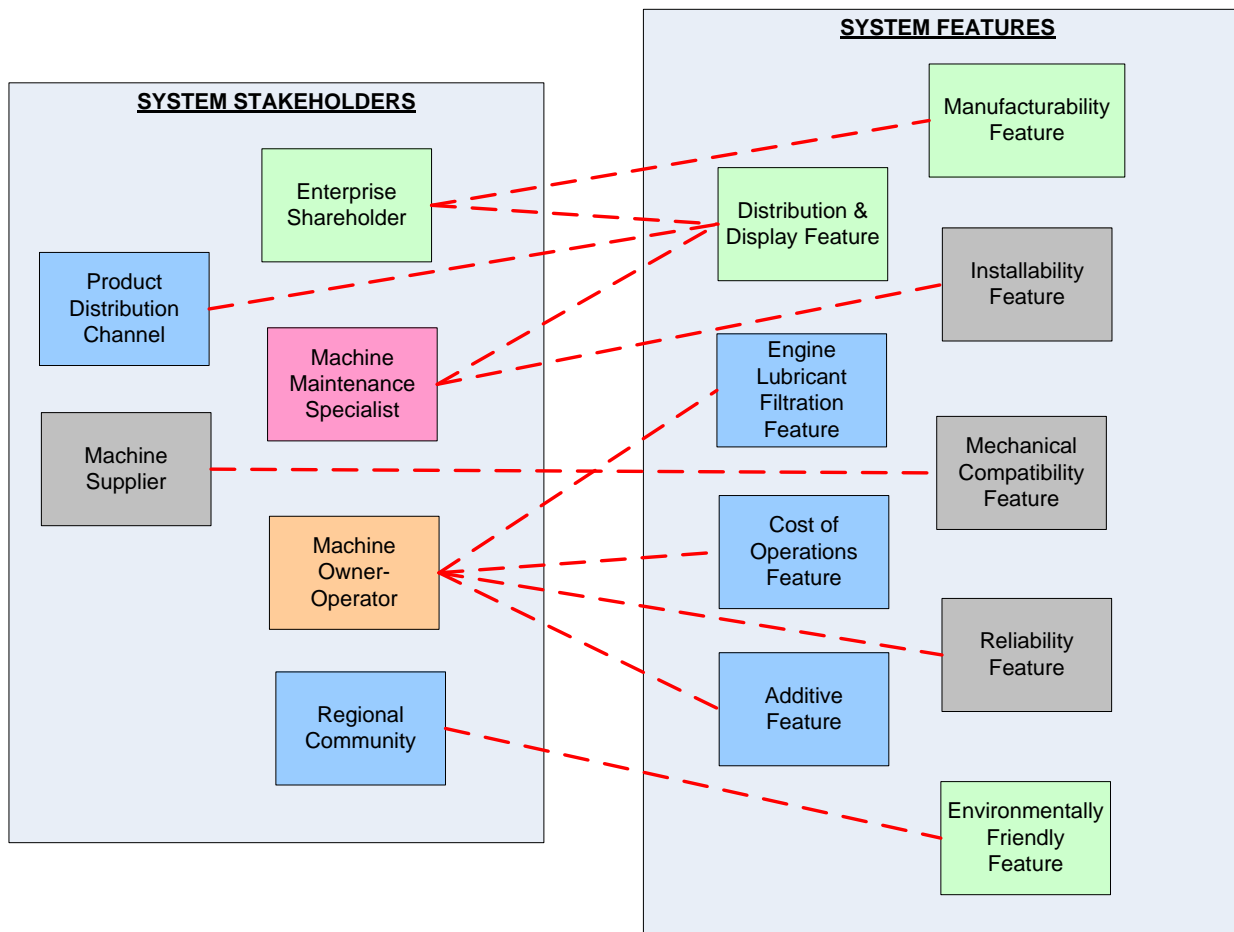 SYSTEM STAKEHOLDERS
Enterprise
Shareholder
Product
Distribution
Channel
Machine
Maintenance
Specialist
Machine
Supplier
Machine
Owner-
Operator
Regional
Community
SYSTEM FEATURES
Manufacturability
Feature
Distribution &
Display Feature
Installability
Feature
Engine
Lubricant
Filtration
Feature
Mechanical
Compatibility
Feature
Cost of
Operations
Feature
Reliability
Feature
Additive
Feature
Environmentally
Friendly
Feature